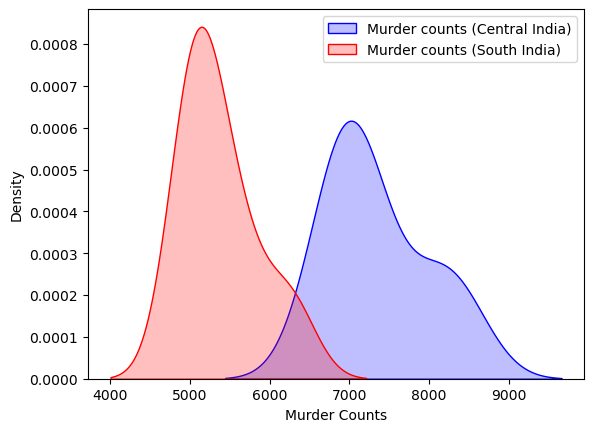 Murder counts (Central India)
Murder counts (South India)
0.0008
0.0007
0.0006
0.0005
0.0004
0.0003
0.0002
0.0001
0.0000
Density
4000 5000 6000 7000 8000 9000
Murder Counts